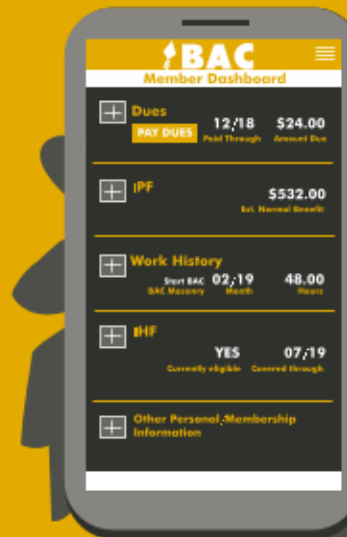 BAC
Member Dashboard
Dues
PAY DUES 12/18 $24.00
Paid Through Amount Due
IPF
$532.00
Est. Normal Benefit
Work History
Start BAC 02/19 48.00
BAC Masonry Month Hours
IHF
YES 07/19
Currently eligible Covered through
Other Personal/Membership
Information